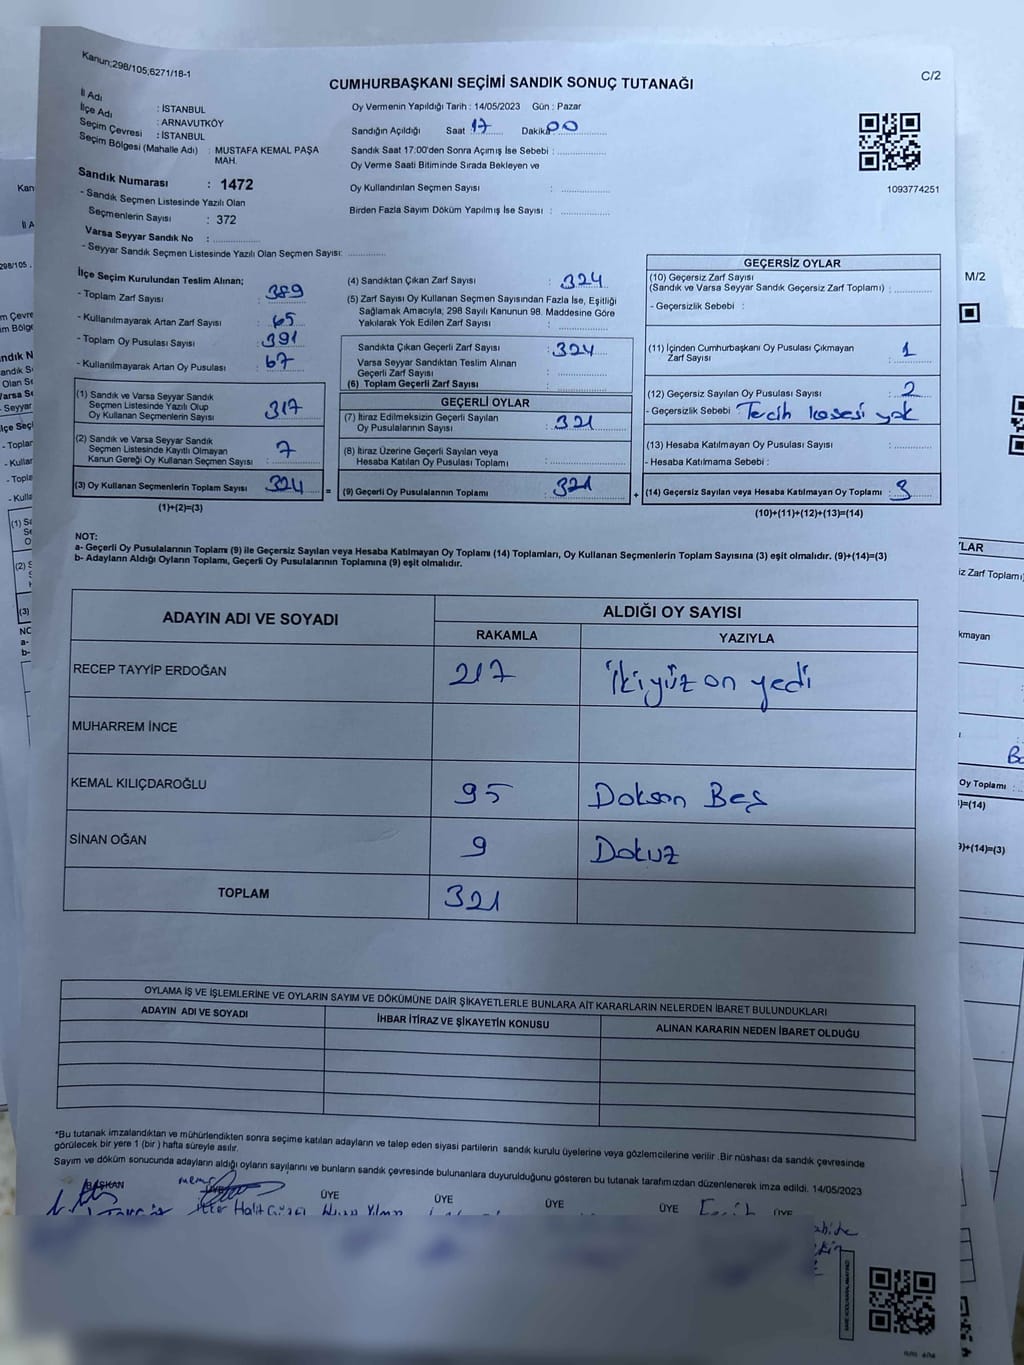 Kanun;298/105;6271/18-1
C/2
CUMHURBAŞKANI SEÇİMİ SANDIK SONUÇ TUTANAĞI
İl Adı : İSTANBUL
İlçe Adı : ARNAVUTKÖY
Seçim Çevresi : İSTANBUL
Seçim Bölgesi (Mahalle Adı) : MUSTAFA KEMAL PAŞA
MAH.
Sandık Numarası : 1472
- Sandık Seçmen Listesinde Yazılı Olan
Seçmenlerin Sayısı : 372
Varsa Seyyar Sandık No :
- Seyyar Sandık Seçmen Listesinde Yazılı Olan Seçmen Sayısı:
Oy Vermenin Yapıldığı Tarih : 14/05/2023 Gün : Pazar
Sandığın Açıldığı Saat 17 Dakika 00
Sandık Saat 17:00'den Sonra Açımış İse Sebebi :
Oy Verme Saati Bitiminde Sırada Bekleyen ve
Oy Kullandırılan Seçmen Sayısı :
Birden Fazla Sayım Döküm Yapılmış İse Sayısı :
1093774251
İlçe Seçim Kurulundan Teslim Alınan;
- Toplam Zarf Sayısı : 389
- Kullanılmayarak Artan Zarf Sayısı : 65
- Toplam Oy Pusulası Sayısı : 391
- Kullanılmayarak Artan Oy Pusulası : 67
(1) Sandık ve Varsa Seyyar Sandık
Seçmen Listesinde Yazılı Olup
Oy Kullanan Seçmenlerin Sayısı : 317
(2) Sandık ve Varsa Seyyar Sandık
Seçmen Listesinde Kayıtlı Olmayan
Kanun Gereği Oy Kullanan Seçmen Sayısı : 7
(3) Oy Kullanan Seçmenlerin Toplam Sayısı 324 =
(1)+(2)=(3)
(4) Sandıktan Çıkan Zarf Sayısı : 324
(5) Zarf Sayısı Oy Kullanan Seçmen Sayısından Fazla İse, Eşitliği
Sağlamak Amacıyla; 298 Sayılı Kanunun 98. Maddesine Göre
Yakılarak Yok Edilen Zarf Sayısı :
Sandıkta Çıkan Geçerli Zarf Sayısı : 324
Varsa Seyyar Sandıktan Teslim Alınan
Geçerli Zarf Sayısı :
(6) Toplam Geçerli Zarf Sayısı :
GEÇERLİ OYLAR
(7) İtiraz Edilmeksizin Geçerli Sayılan
Oy Pusulalarının Sayısı : 321
(8) İtiraz Üzerine Geçerli Sayılan veya
Hesaba Katılan Oy Pusulası Toplamı :
(9) Geçerli Oy Pusulalarının Toplamı : 321 +
GEÇERSİZ OYLAR
(10) Geçersiz Zarf Sayısı
(Sandık ve Varsa Seyyar Sandık Geçersiz Zarf Toplamı) :
- Geçersizlik Sebebi :
(11) İçinden Cumhurbaşkanı Oy Pusulası Çıkmayan
Zarf Sayısı : 1
(12) Geçersiz Sayılan Oy Pusulası Sayısı : 2
- Geçersizlik Sebebi : Tercih kasesi yok
(13) Hesaba Katılmayan Oy Pusulası Sayısı :
- Hesaba Katılmama Sebebi :
(14) Geçersiz Sayılan veya Hesaba Katılmayan Oy Toplamı : 3
(10)+(11)+(12)+(13)=(14)
NOT:
a- Geçerli Oy Pusulalarının Toplamı (9) ile Geçersiz Sayılan veya Hesaba Katılmayan Oy Toplamı (14) Toplamları, Oy Kullanan Seçmenlerin Toplam Sayısına (3) eşit olmalıdır. (9)+(14)=(3)
b- Adayların Aldığı Oyların Toplamı, Geçerli Oy Pusulalarının Toplamına (9) eşit olmalıdır.
ADAYIN ADI VE SOYADI ALDIĞI OY SAYISI
RAKAMLA YAZIYLA
RECEP TAYYİP ERDOĞAN 217 İkiyüz on yedi
MUHARREM İNCE
KEMAL KILIÇDAROĞLU 95 Doksan Beş
SİNAN OĞAN 9 Dokuz
TOPLAM 321
OYLAMA İŞ VE İŞLEMLERİNE VE OYLARIN SAYIM VE DÖKÜMÜNE DAİR ŞİKAYETLERLE BUNLARA AİT KARARLARIN NELERDEN İBARET BULUNDUKLARI
ADAYIN ADI VE SOYADI İHBAR İTİRAZ VE ŞİKAYETİN KONUSU ALINAN KARARIN NEDEN İBARET OLDUĞU
*Bu tutanak imzalandıktan ve mühürlendikten sonra seçime katılan adayların ve talep eden siyasi partilerin sandık kurulu üyelerine veya gözlemcilerine verilir .Bir nüshası da sandık çevresinde
görülecek bir yere 1 (bir ) hafta süreyle asılır.
Sayım ve döküm sonucunda adayların aldığı oyların sayılarını ve bunların sandık çevresinde bulunanlara duyurulduğunu gösteren bu tutanak tarafımızdan düzenlenerek imza edildi. 14/05/2023
BAŞKAN ÜYE ÜYE ÜYE ÜYE ÜYE
M/2